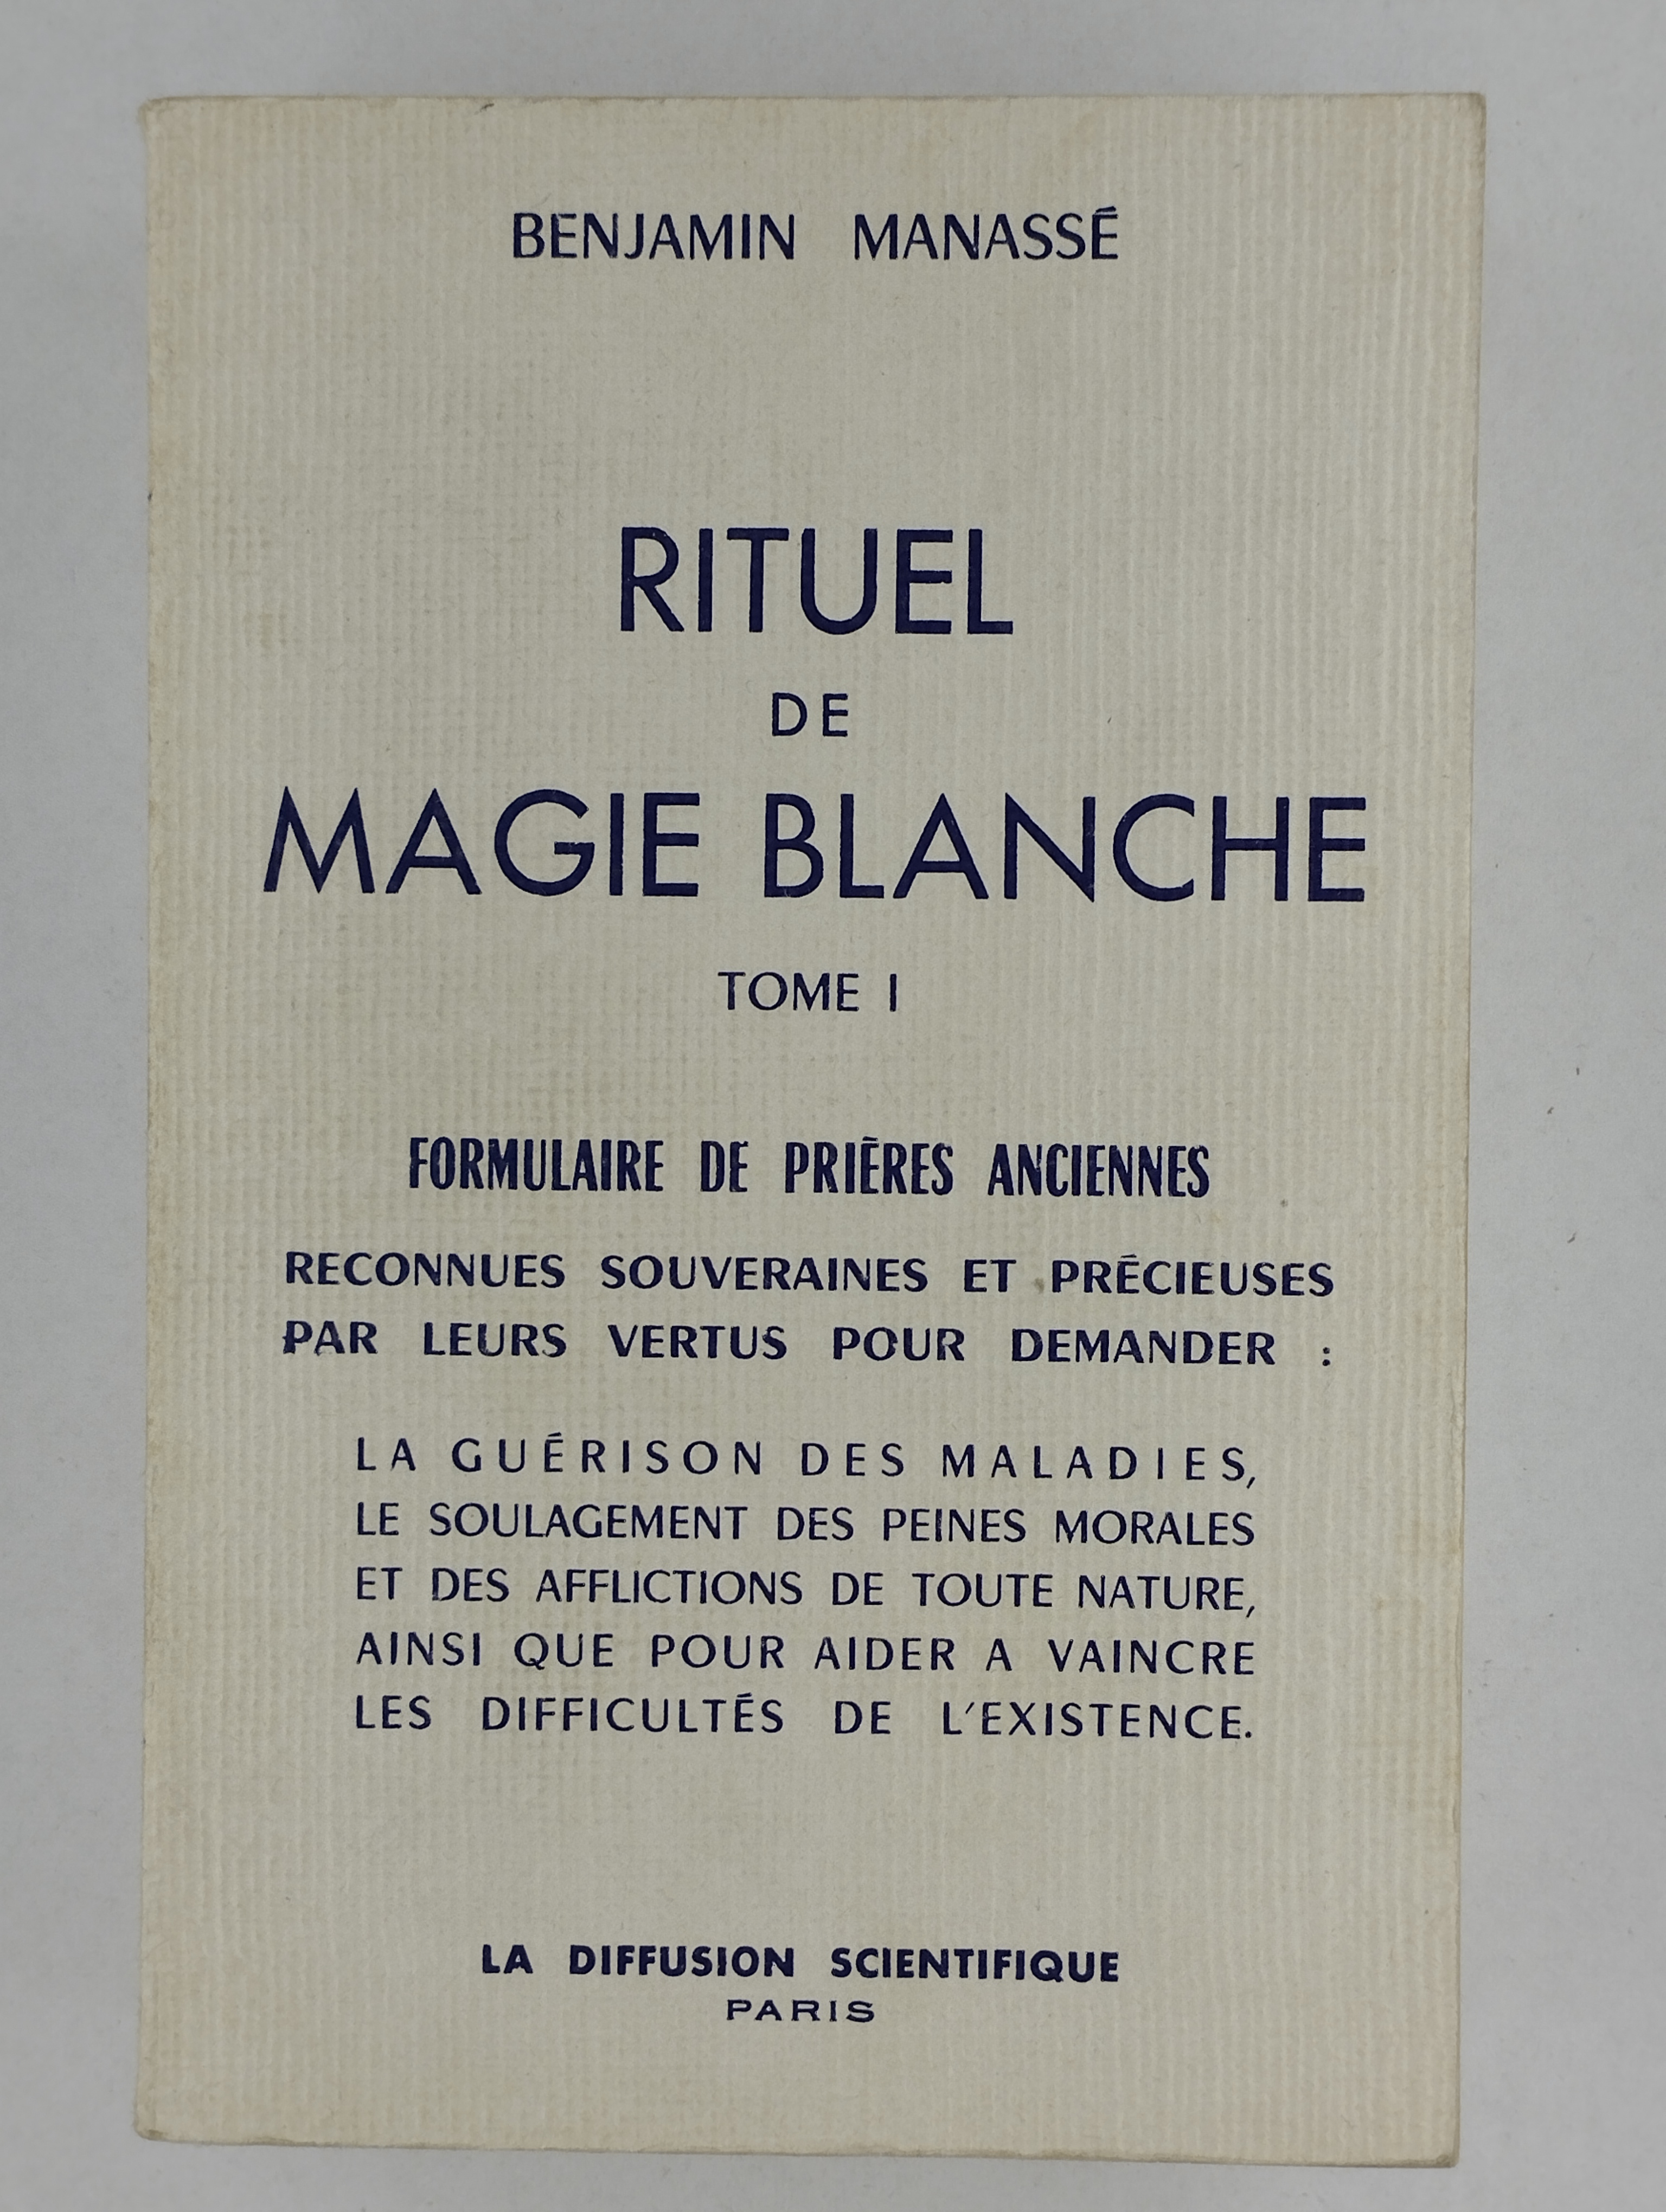 BENJAMIN MANASSÉ
RITUEL
DE
MAGIE BLANCHE
TOME I
FORMULAIRE DE PRIÈRES ANCIENNES
RECONNUES SOUVERAINES ET PRÉCIEUSES
PAR LEURS VERTUS POUR DEMANDER :
LA GUÉRISON DES MALADIES,
LE SOULAGEMENT DES PEINES MORALES
ET DES AFFLICTIONS DE TOUTE NATURE,
AINSI QUE POUR AIDER A VAINCRE
LES DIFFICULTÉS DE L'EXISTENCE.
LA DIFFUSION SCIENTIFIQUE
PARIS